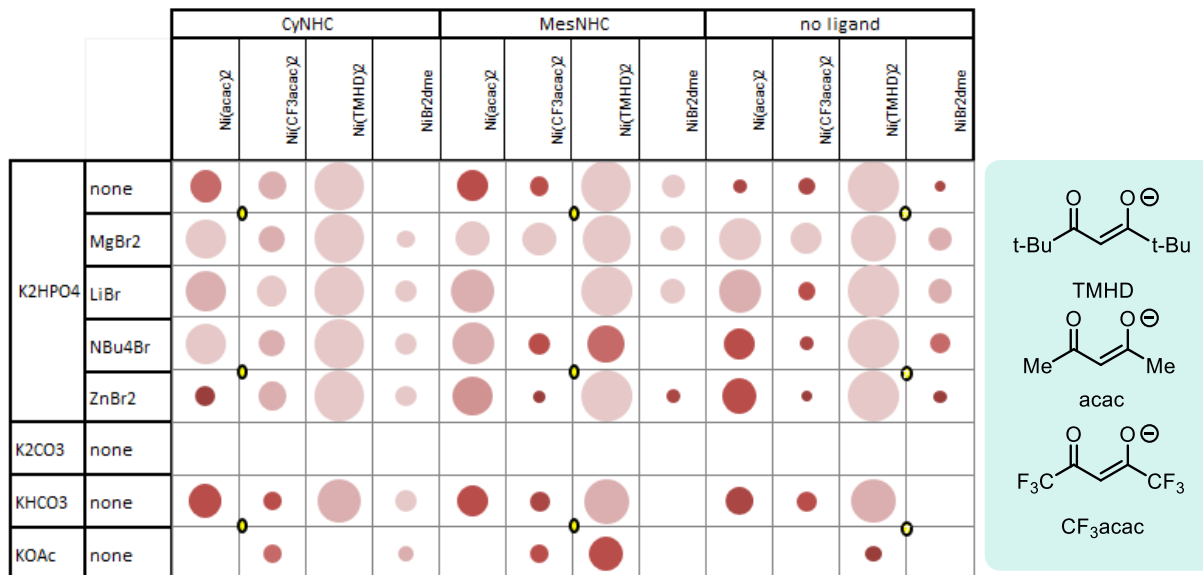 CyNHC MesNHC no ligand
Ni(acac)2 Ni(CF3acac)2 Ni(TMHD)2 NiBr2dme Ni(acac)2 Ni(CF3acac)2 Ni(TMHD)2 NiBr2dme Ni(acac)2 Ni(CF3acac)2 Ni(TMHD)2 NiBr2dme
K2HPO4 none
MgBr2
LiBr
NBu4Br
ZnBr2
K2CO3 none
KHCO3 none
KOAc none
O O ⊖
t-Bu t-Bu
TMHD
O O ⊖
Me Me
acac
O O ⊖
F₃C CF₃
CF₃acac